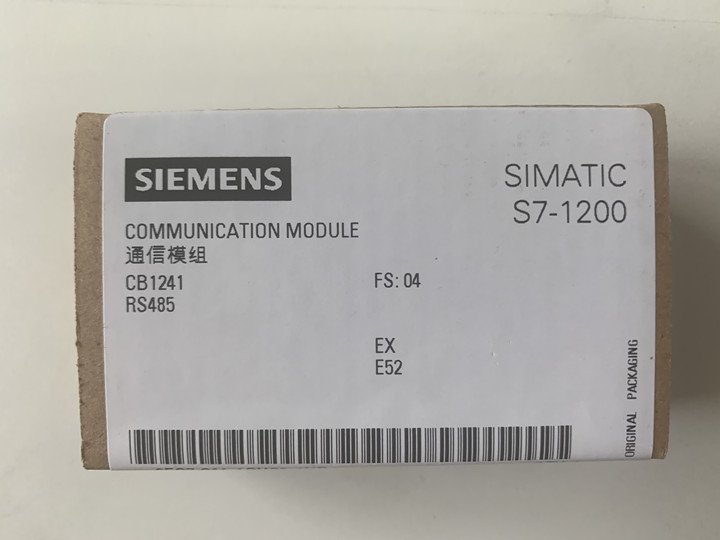 SIEMENS
SIMATIC
S7-1200
COMMUNICATION MODULE
通信模组
CB1241
FS: 04
RS485
EX
E52
ORIGINAL PACKAGING